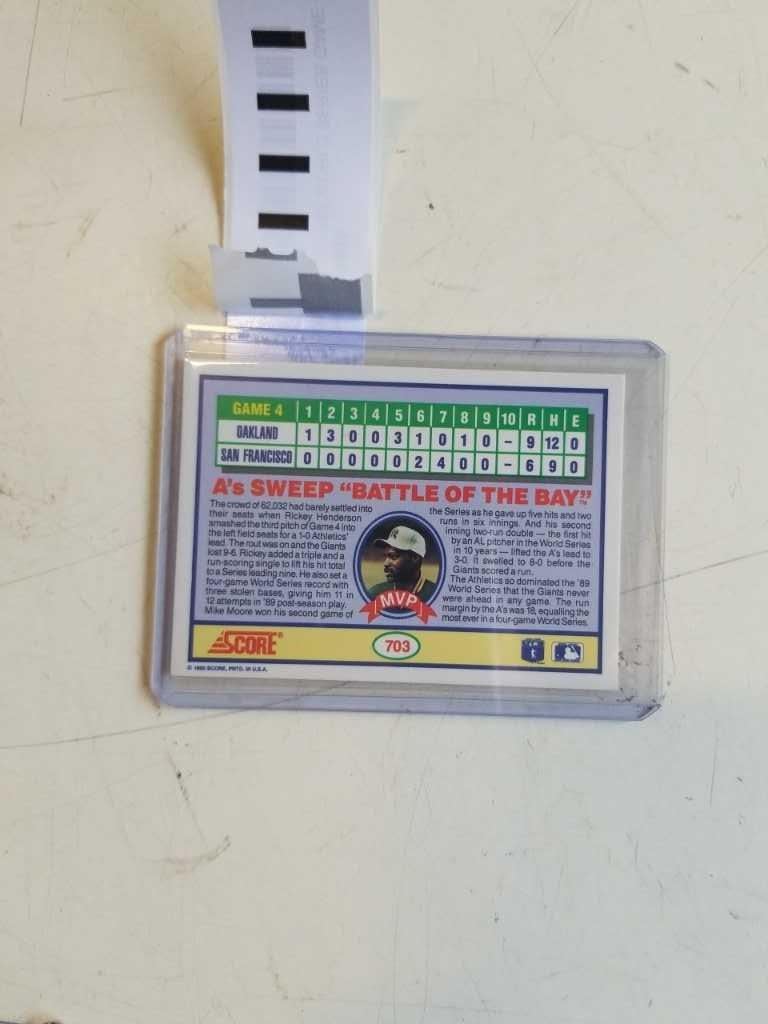 GAME 4 1 2 3 4 5 6 7 8 9 10 R H E
OAKLAND 1 3 0 0 3 1 0 1 0 – 9 12 0
SAN FRANCISCO 0 0 0 0 0 2 4 0 0 – 6 9 0
A's SWEEP “BATTLE OF THE BAY”™
The crowd of 62,032 had barely settled into
their seats when Rickey Henderson
smashed the third pitch of Game 4 into
the left field seats for a 1-0 Athletics'
lead. The rout was on and the Giants
lost 9-6. Rickey added a triple and a
run-scoring single to lift his hit total
to a Series leading nine. He also set a
four-game World Series record with
three stolen bases, giving him 11 in
12 attempts in '89 post-season play.
Mike Moore won his second game of
the Series as he gave up five hits and two
runs in six innings. And his second
inning two-run double — the first hit
by an AL pitcher in the World Series
in 10 years — lifted the A's lead to
3-0. It swelled to 8-0 before the
Giants scored a run.
The Athletics so dominated the '89
World Series that the Giants never
were ahead in any game. The run
margin by the A's was 18, equalling the
most ever in a four-game World Series.
MVP
SCORE®
703
© 1990 SCORE, PRTD. IN U.S.A.